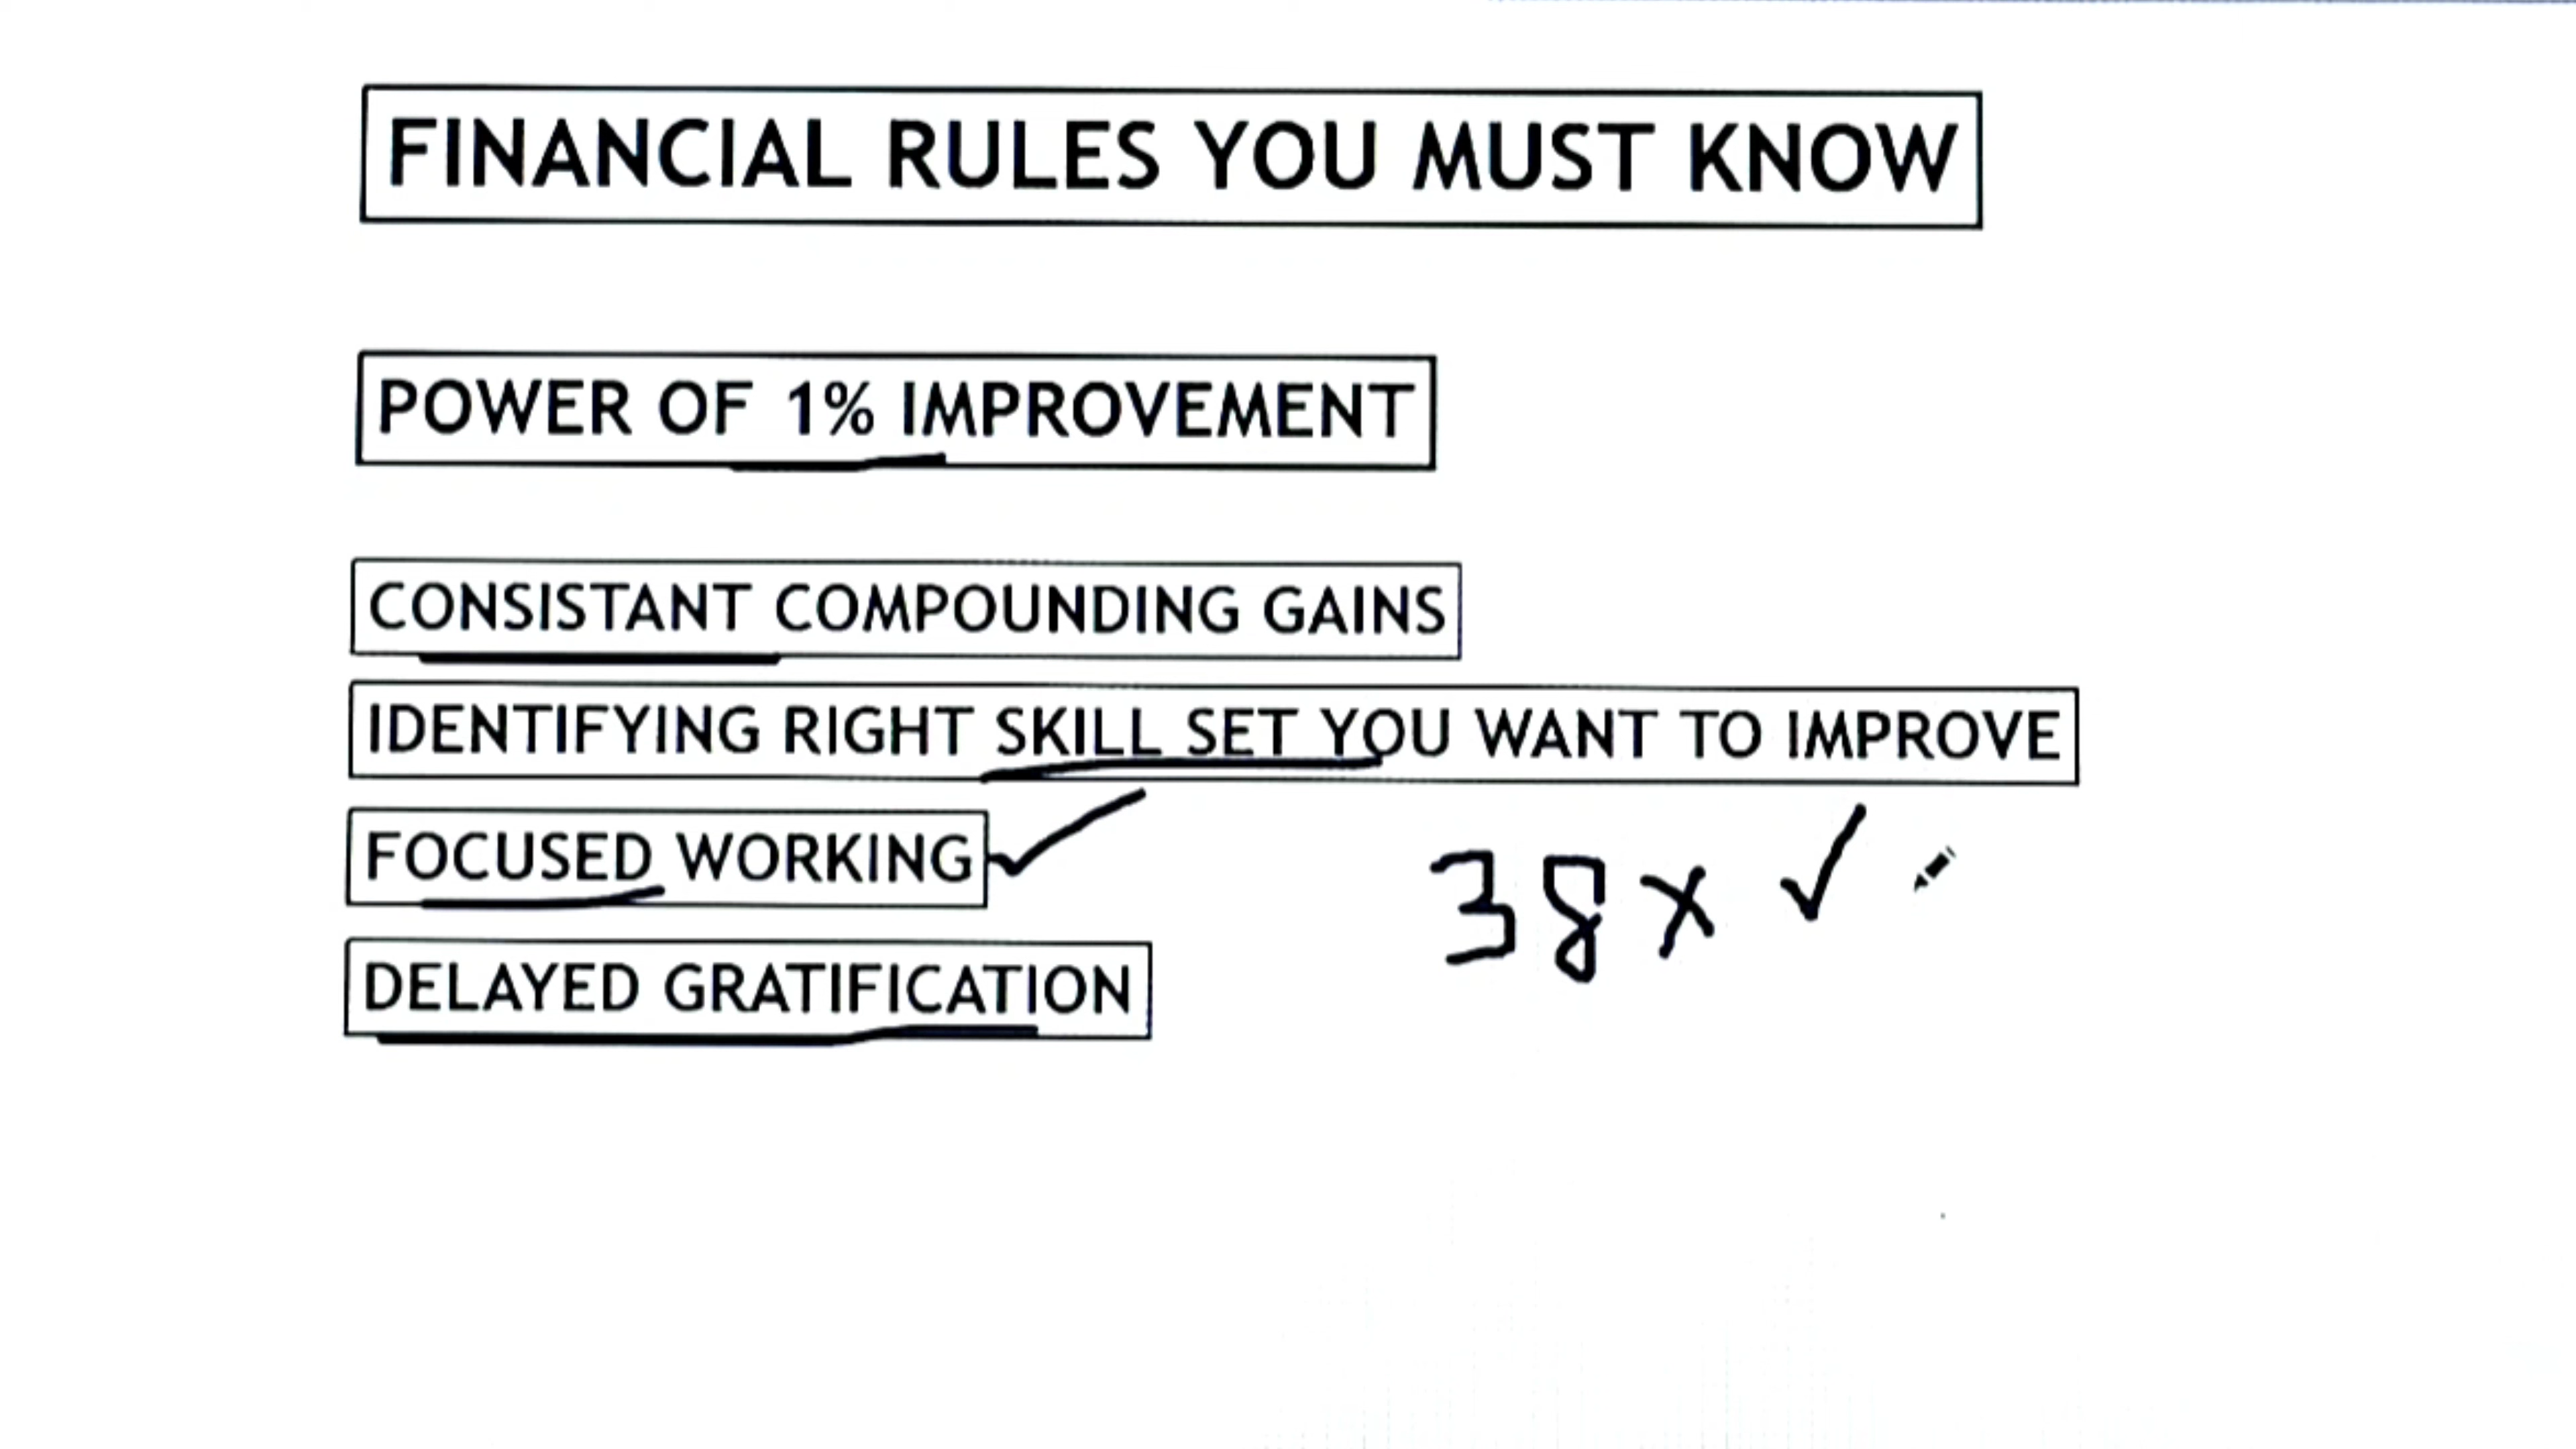 FINANCIAL RULES YOU MUST KNOW
POWER OF 1% IMPROVEMENT
CONSISTANT COMPOUNDING GAINS
IDENTIFYING RIGHT SKILL SET YOU WANT TO IMPROVE
FOCUSED WORKING
38x
DELAYED GRATIFICATION